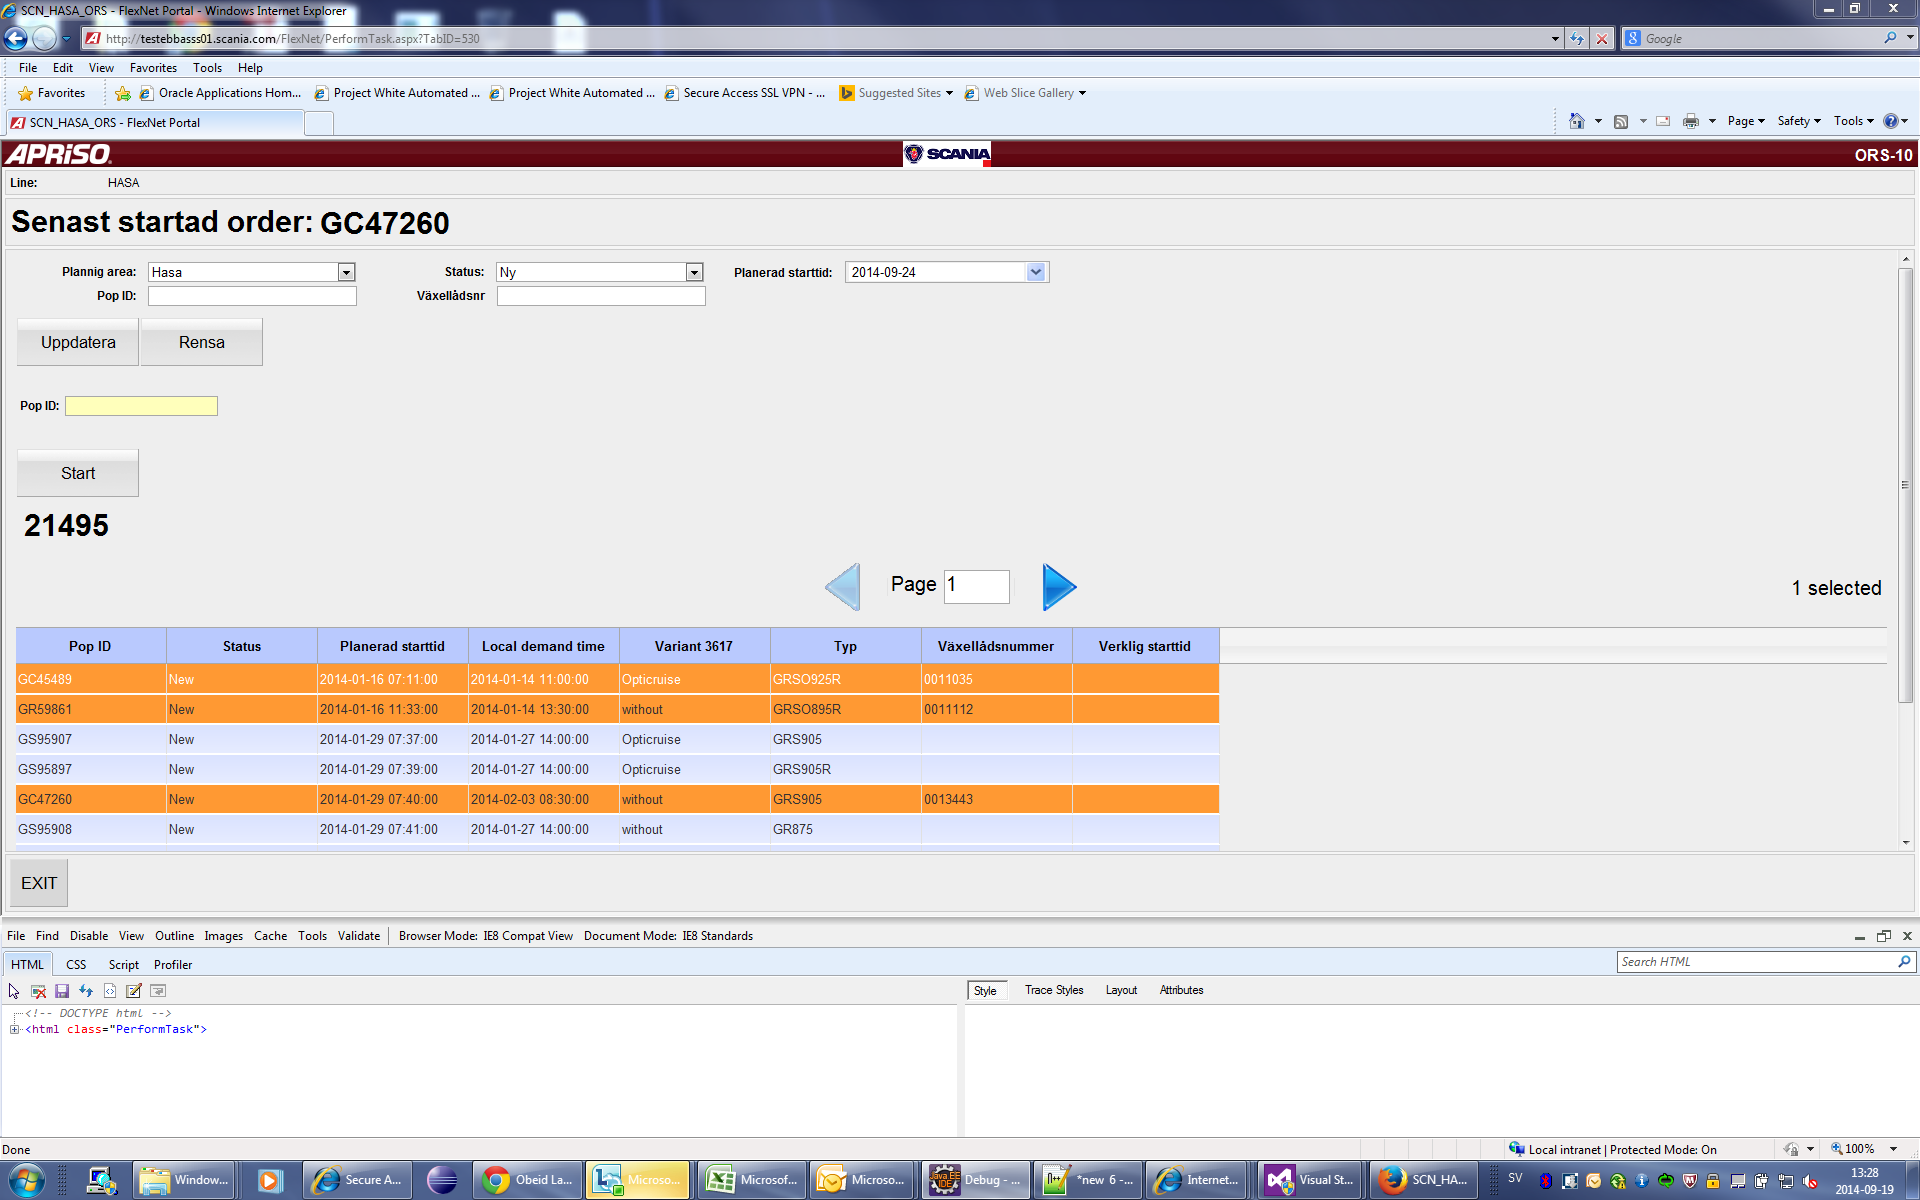 SCN_HASA_ORS - FlexNet Portal - Windows Internet Explorer
http://testebbasss01.scania.com/FlexNet/PerformTask.aspx?TabID=530
Google
File Edit View Favorites Tools Help
Favorites Oracle Applications Hom... Project White Automated ... Project White Automated ... Secure Access SSL VPN - ... Suggested Sites Web Slice Gallery
SCN_HASA_ORS - FlexNet Portal
Page Safety Tools
APRISO SCANIA ORS-10
Line: HASA
Senast startad order: GC47260
Plannig area: Hasa Status: Ny Planerad starttid: 2014-09-24
Pop ID: Växellådsnr
Uppdatera Rensa
Pop ID:
Start
21495
Page 1 1 selected
Pop ID Status Planerad starttid Local demand time Variant 3617 Typ Växellådsnummer Verklig starttid
GC45489 New 2014-01-16 07:11:00 2014-01-14 11:00:00 Opticruise GRSO925R 0011035
GR59861 New 2014-01-16 11:33:00 2014-01-14 13:30:00 without GRSO895R 0011112
GS95907 New 2014-01-29 07:37:00 2014-01-27 14:00:00 Opticruise GRS905
GS95897 New 2014-01-29 07:39:00 2014-01-27 14:00:00 Opticruise GRS905R
GC47260 New 2014-01-29 07:40:00 2014-02-03 08:30:00 without GRS905 0013443
GS95908 New 2014-01-29 07:41:00 2014-01-27 14:00:00 without GR875
EXIT
File Find Disable View Outline Images Cache Tools Validate Browser Mode: IE8 Compat View Document Mode: IE8 Standards
HTML CSS Script Profiler
Search HTML
Style Trace Styles Layout Attributes
<!-- DOCTYPE html -->
<html class="PerformTask">
Done Local intranet | Protected Mode: On 100%
Window... Secure A... Obeid La... Microso... Microsof... Microso... Debug - ... *new 6 -... Internet... Visual St... SCN_HA... SV 13:28
2014-09-19